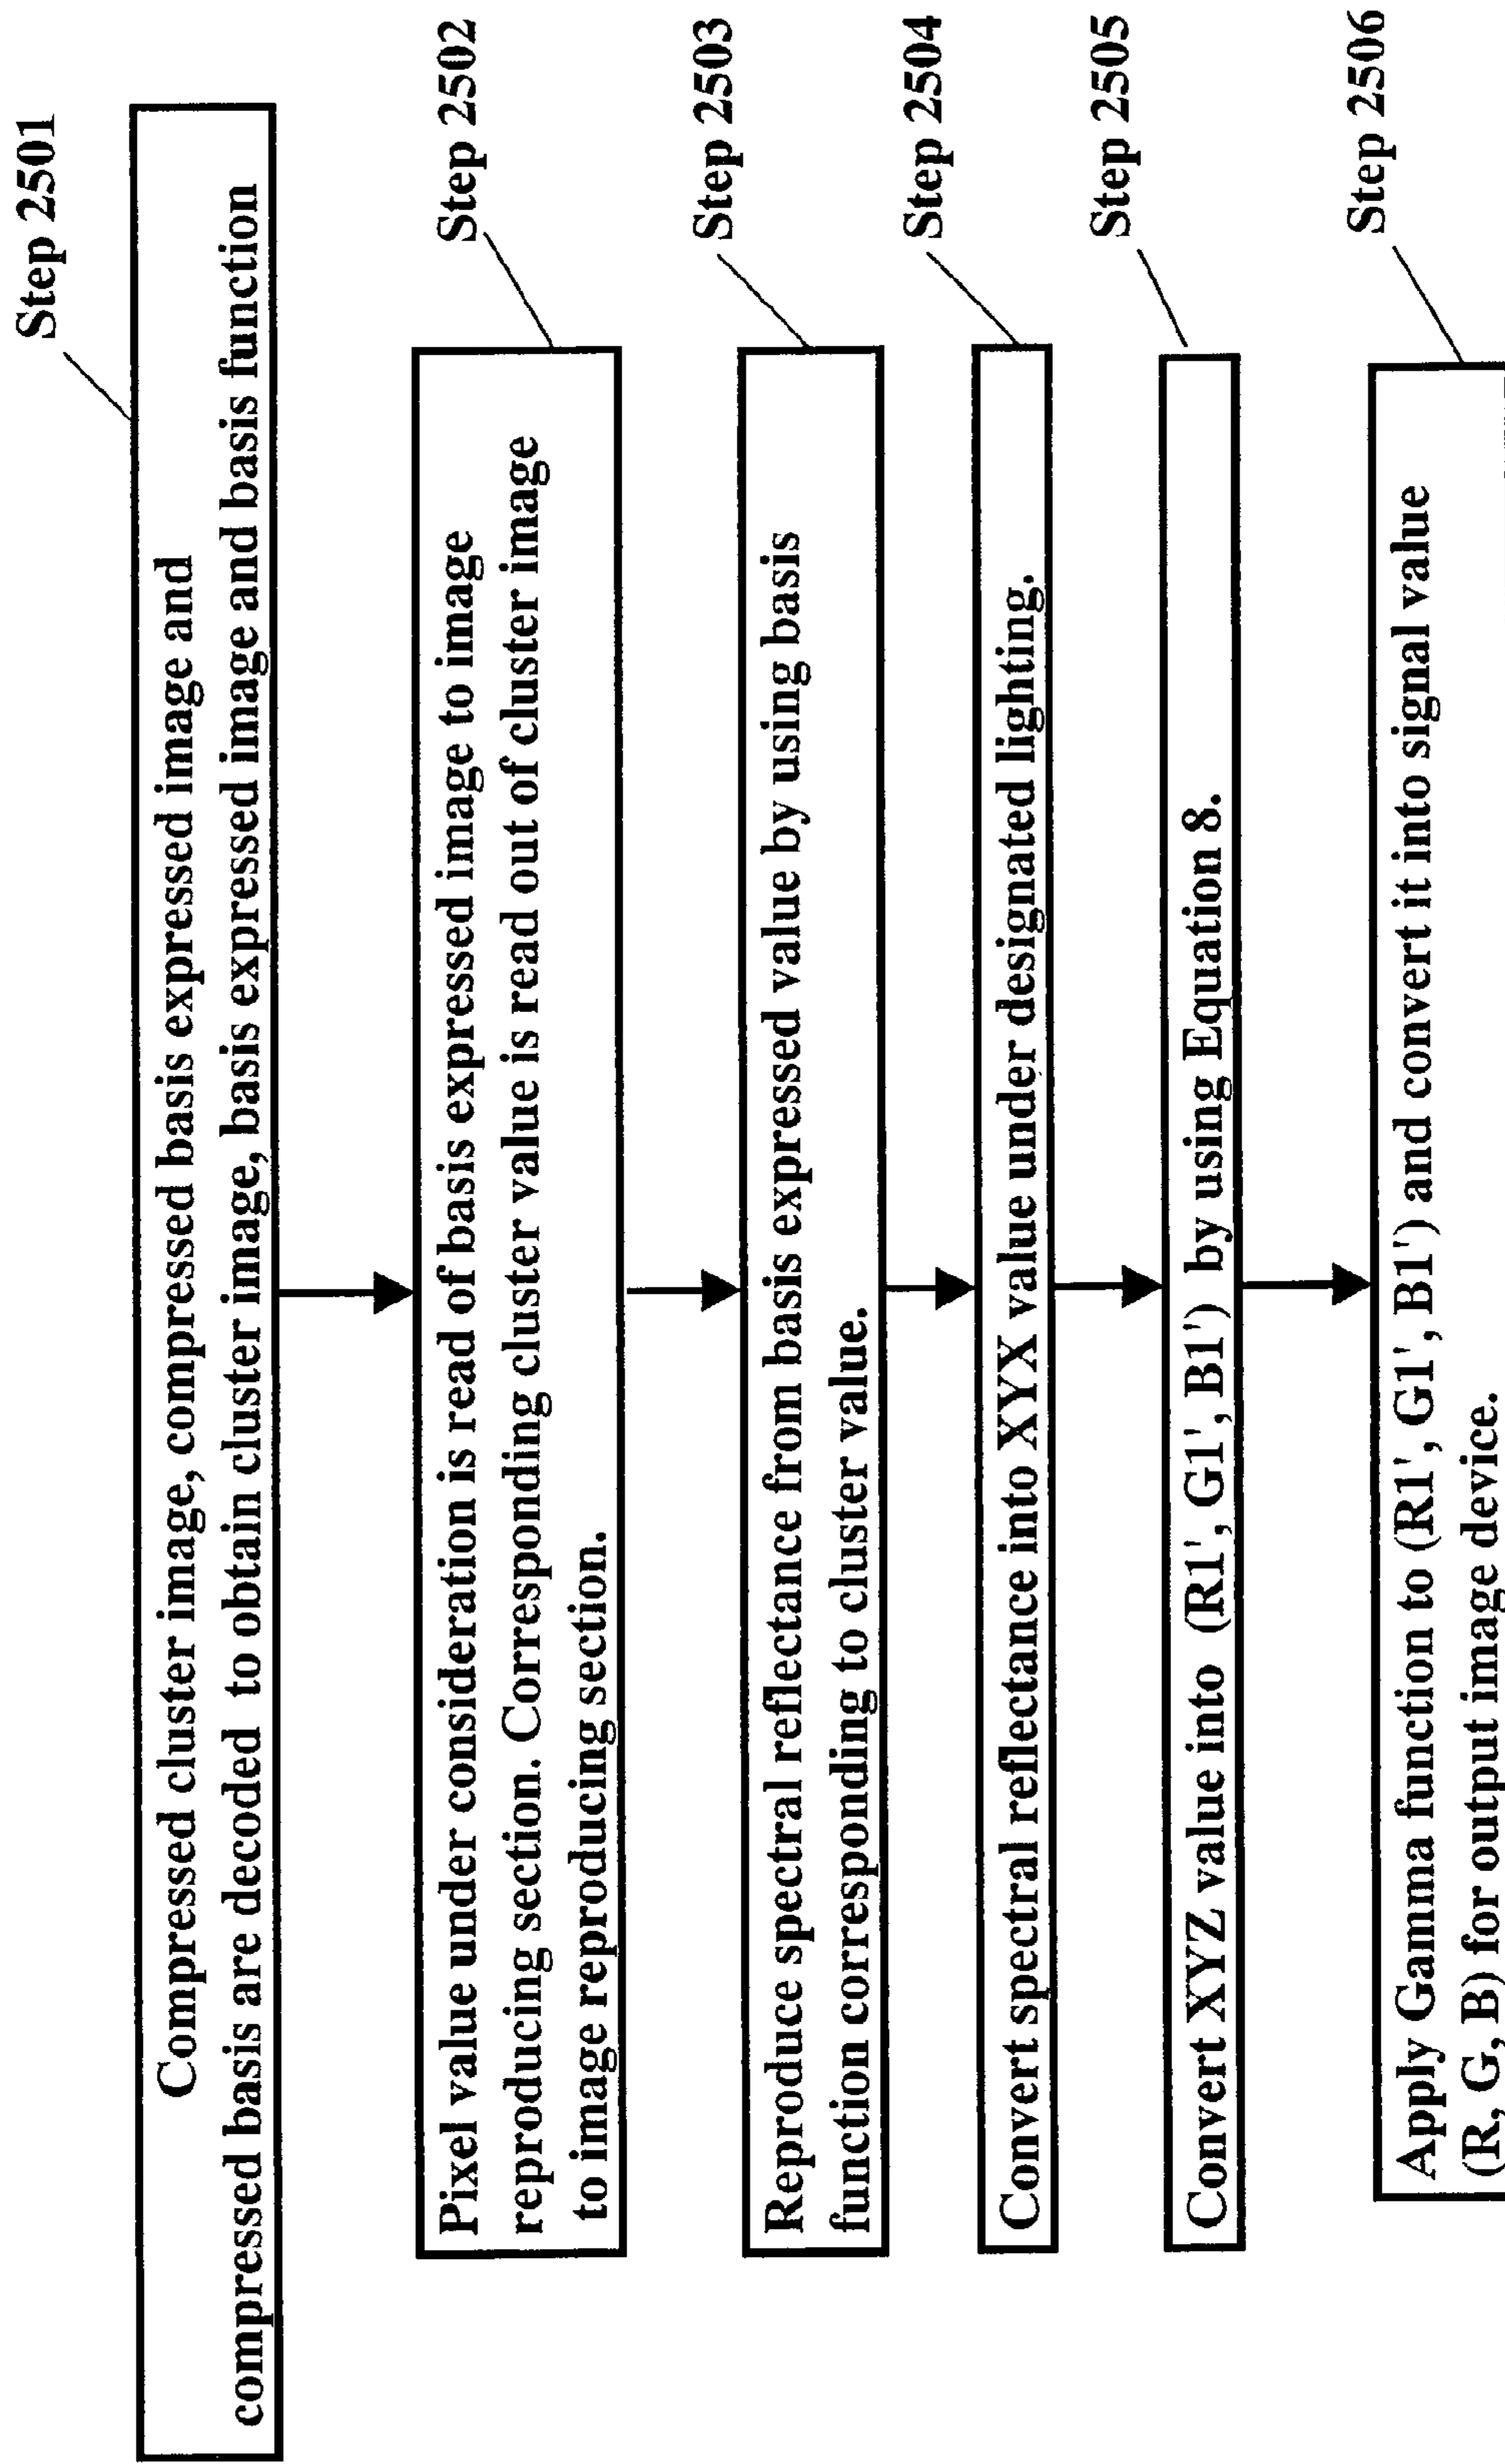 Step 2501
Compressed cluster image, compressed basis expressed image and
compressed basis are decoded to obtain cluster image, basis expressed image and basis function
Step 2502
Pixel value under consideration is read of basis expressed image to image
reproducing section. Corresponding cluster value is read out of cluster image
to image reproducing section.
Step 2503
Reproduce spectral reflectance from basis expressed value by using basis
function corresponding to cluster value.
Step 2504
Convert spectral reflectance into XYX value under designated lighting.
Step 2505
Convert XYZ value into (R1', G1', B1') by using Equation 8.
Step 2506
Apply Gamma function to (R1', G1', B1') and convert it into signal value
(R, G, B) for output image device.